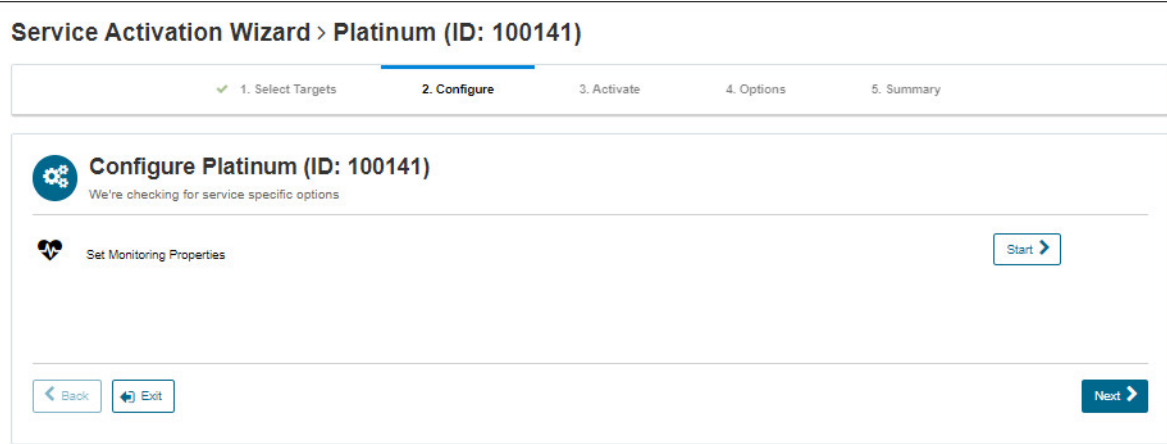 Service Activation Wizard > Platinum (ID: 100141)
1. Select Targets
2. Configure
3. Activate
4. Options
5. Summary
Configure Platinum (ID: 100141)
We're checking for service specific options
Set Monitoring Properties
Start
Back
Exit
Next